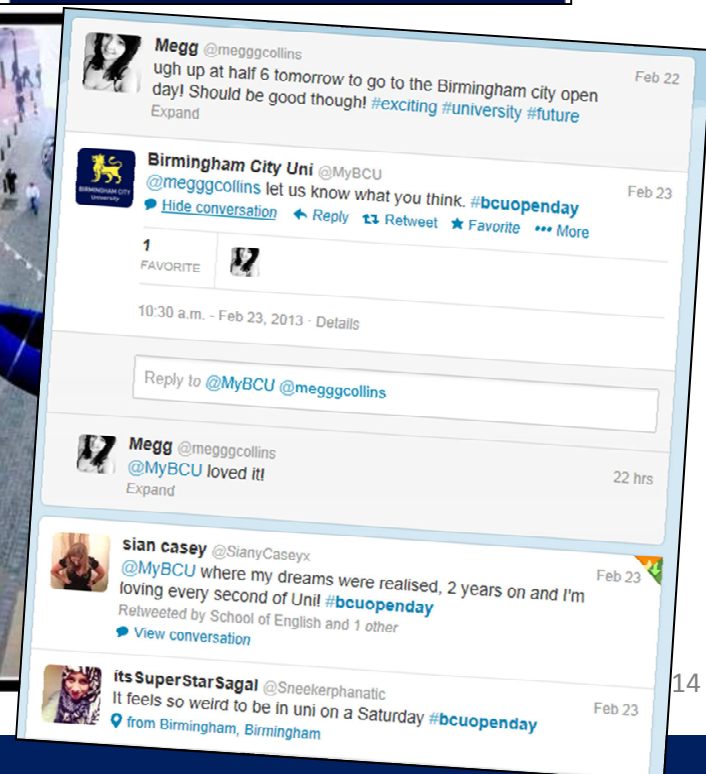 Megg @megggcollins Feb 22
ugh up at half 6 tomorrow to go to the Birmingham city open
day! Should be good though! #exciting #university #future
Expand
Birmingham City Uni @MyBCU Feb 23
@megggcollins let us know what you think. #bcuopenday
Hide conversation Reply Retweet Favorite More
BIRMINGHAM CITY
University
1
FAVORITE
10:30 a.m. - Feb 23, 2013 · Details
Reply to @MyBCU @megggcollins
Megg @megggcollins 22 hrs
@MyBCU loved it!
Expand
sian casey @SianyCaseyx Feb 23
@MyBCU where my dreams were realised, 2 years on and I'm
loving every second of Uni! #bcuopenday
Retweeted by School of English and 1 other
View conversation
itsSuperStarSagal @Sneekerphanatic Feb 23
It feels so weird to be in uni on a Saturday #bcuopenday
from Birmingham, Birmingham
14